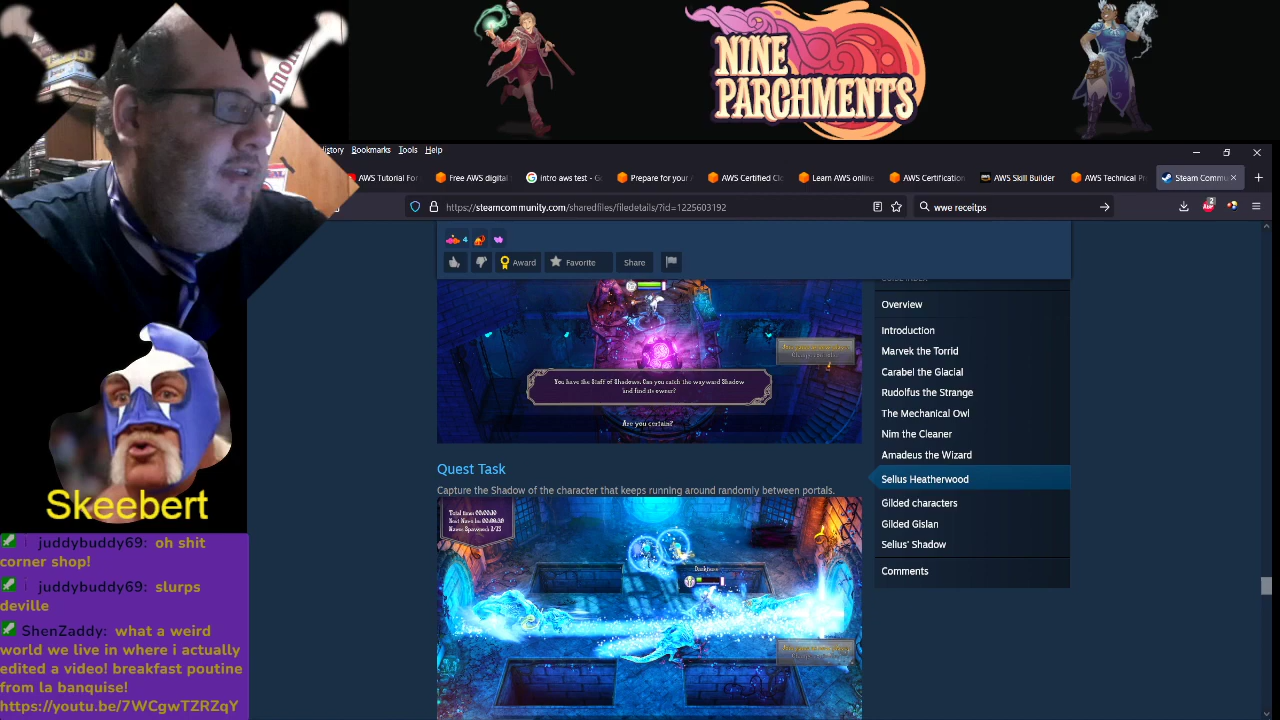 NINE
PARCHMENTS
History Bookmarks Tools Help
AWS Tutorial For
Free AWS digital
intro aws test - G
Prepare for your
AWS Certified Cl
Learn AWS online
AWS Certification
AWS Skill Builder
AWS Technical Pr
Steam Commu
https://steamcommunity.com/sharedfiles/filedetails/?id=1225603192
wwe receitps
4
Award
Favorite
Share
You have the Staff of Shadows. Can you catch the wayward Shadow
and find its owner?
Are you certain?
Quest Task
Capture the Shadow of the character that keeps running around randomly between portals.
Darkness
Overview
Introduction
Marvek the Torrid
Carabel the Glacial
Rudolfus the Strange
The Mechanical Owl
Nim the Cleaner
Amadeus the Wizard
Selius Heatherwood
Gilded characters
Gilded Gislan
Selius' Shadow
Comments
Skeebert
juddybuddy69: oh shit
corner shop!
juddybuddy69: slurps
deville
ShenZaddy: what a weird
world we live in where i actually
edited a video! breakfast poutine
from la banquise!
https://youtu.be/7WCgwTZRZqY